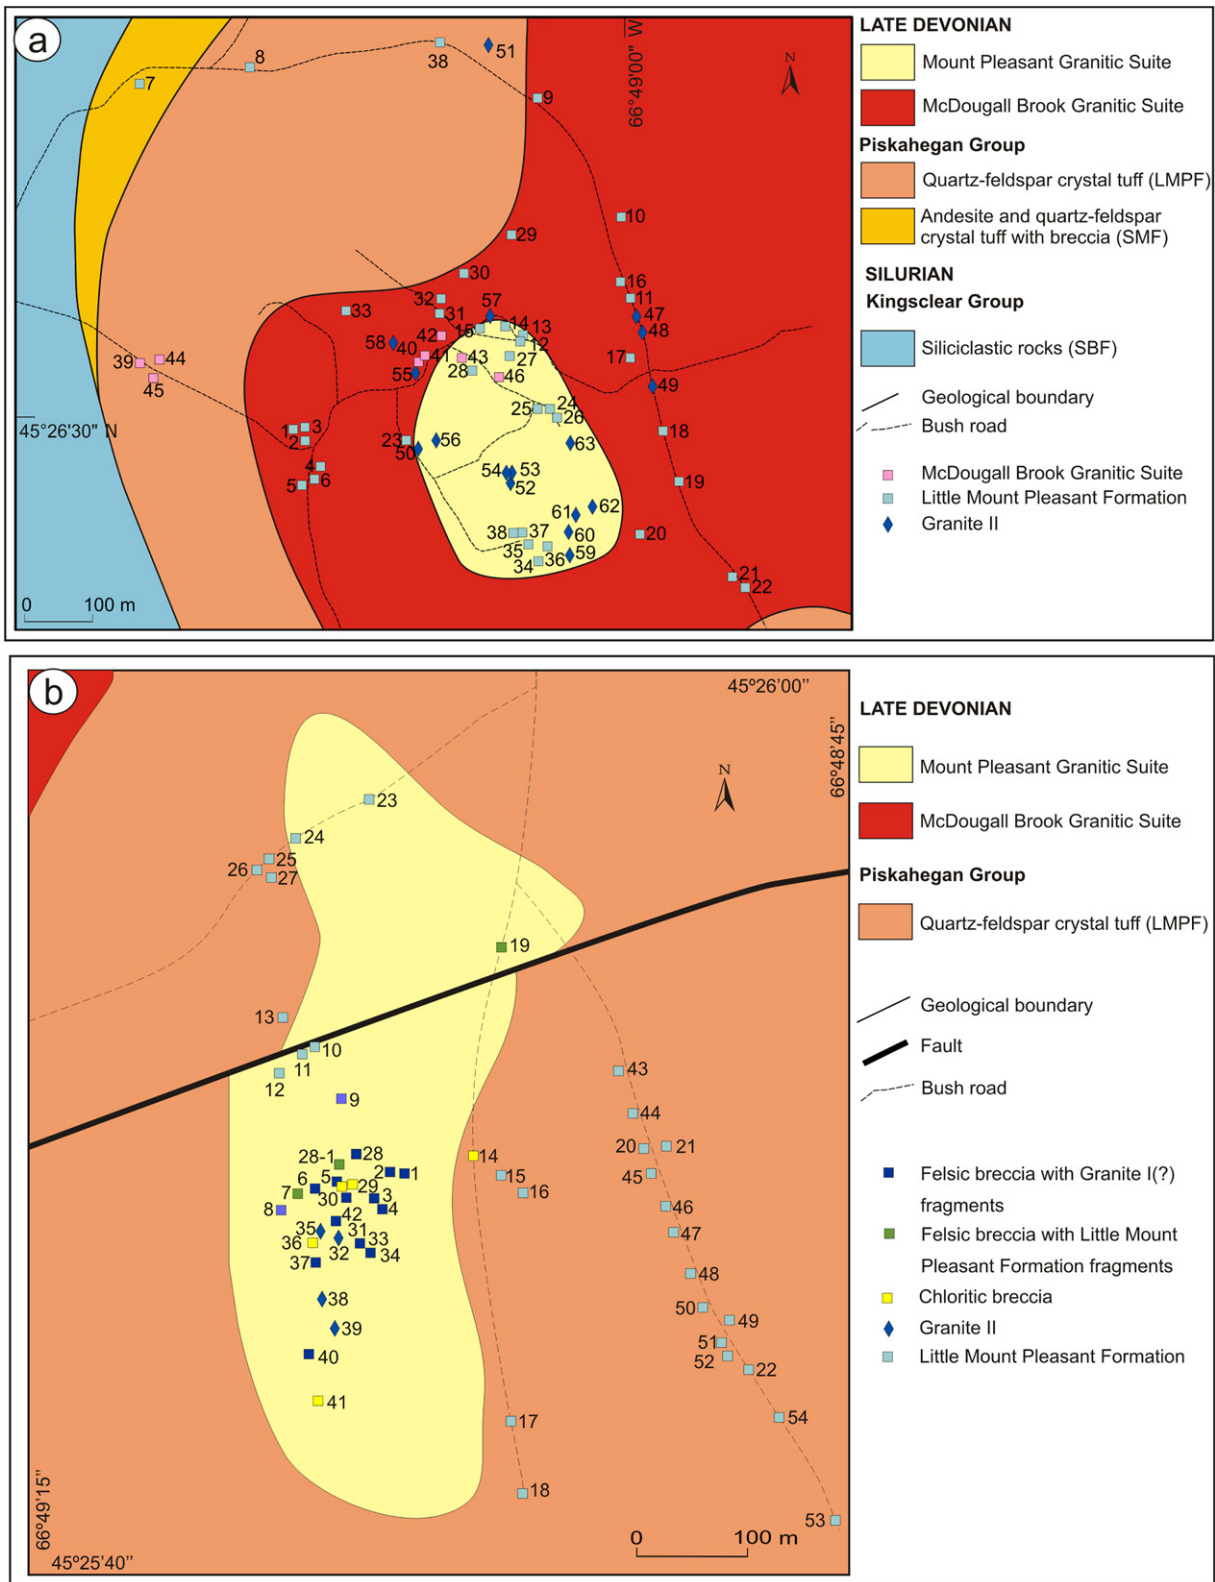 a
66°49'00" W
N
45°26'30" N
0 100 m
7
8
38
51
9
10
29
30
16
11
47
48
33
32
31
57
14
13
15
12
58
42
40
41
43
27
17
28
46
55
49
39
44
45
25
24
26
1
3
2
23
50
56
63
18
4
6
5
54
53
52
19
61
62
38
37
60
20
35
36
59
34
21
22
LATE DEVONIAN
Mount Pleasant Granitic Suite
McDougall Brook Granitic Suite
Piskahegan Group
Quartz-feldspar crystal tuff (LMPF)
Andesite and quartz-feldspar
crystal tuff with breccia (SMF)
SILURIAN
Kingsclear Group
Siliciclastic rocks (SBF)
Geological boundary
Bush road
McDougall Brook Granitic Suite
Little Mount Pleasant Formation
Granite II
b
45º26'00’’
66º48'45’’
N
23
24
25
26
27
19
13
10
11
12
9
43
44
20
21
45
28-1
28
14
5
2
1
6
29
15
7
30
3
16
8
4
46
42
35
31
47
36
32
33
34
37
48
38
50
49
39
51
40
52
22
41
54
17
18
53
66º49'15’’
45º25'40’’
0 100 m
LATE DEVONIAN
Mount Pleasant Granitic Suite
McDougall Brook Granitic Suite
Piskahegan Group
Quartz-feldspar crystal tuff (LMPF)
Geological boundary
Fault
Bush road
Felsic breccia with Granite I(?)
fragments
Felsic breccia with Little Mount
Pleasant Formation fragments
Chloritic breccia
Granite II
Little Mount Pleasant Formation